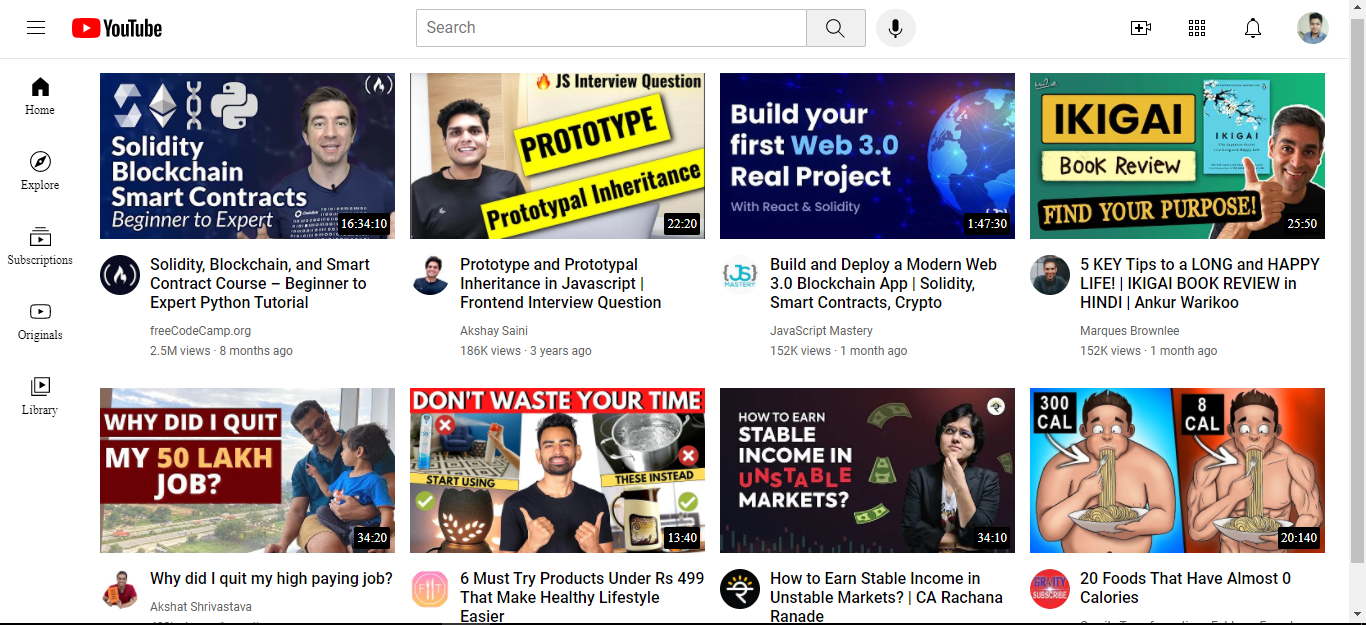 YouTube
Search
Home
Explore
Subscriptions
Originals
Library
Solidity
Blockchain
Smart Contracts
Beginner to Expert
16:34:10
Solidity, Blockchain, and Smart
Contract Course – Beginner to
Expert Python Tutorial
freeCodeCamp.org
2.5M views · 8 months ago
🔥 JS Interview Question
PROTOTYPE
Prototypal Inheritance
22:20
Prototype and Prototypal
Inheritance in Javascript |
Frontend Interview Question
Akshay Saini
186K views · 3 years ago
Build your
first Web 3.0
Real Project
With React & Solidity
1:47:30
JS
MASTERY
Build and Deploy a Modern Web
3.0 Blockchain App | Solidity,
Smart Contracts, Crypto
JavaScript Mastery
152K views · 1 month ago
IKIGAI
Book Review
FIND YOUR PURPOSE!
IKIGAI
25:50
5 KEY Tips to a LONG and HAPPY
LIFE! | IKIGAI BOOK REVIEW in
HINDI | Ankur Warikoo
Marques Brownlee
152K views · 1 month ago
WHY DID I QUIT
MY 50 LAKH
JOB?
34:20
Why did I quit my high paying job?
Akshat Shrivastava
DON'T WASTE YOUR TIME
START USING
THESE INSTEAD
13:40
FIT
6 Must Try Products Under Rs 499
That Make Healthy Lifestyle
Easier
HOW TO EARN
STABLE
INCOME IN
UNSTABLE
MARKETS?
34:10
How to Earn Stable Income in
Unstable Markets? | CA Rachana
Ranade
300
CAL
8
CAL
20:140
GRAVITY
SUBSCRIBE
20 Foods That Have Almost 0
Calories